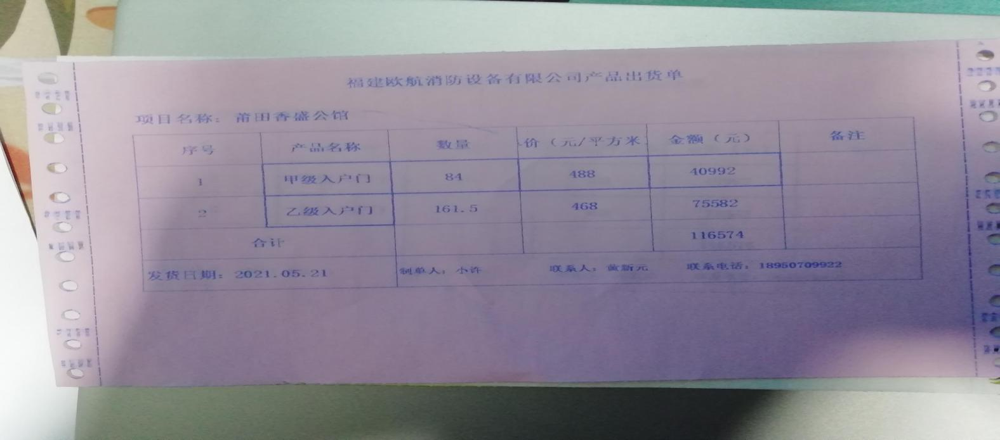 福建欧航消防设备有限公司产品出货单
项目名称：莆田香盛公馆
序号 产品名称 数量 价（元/平方米 金额（元） 备注
1 甲级入户门 84 488 40992
2 乙级入户门 161.5 468 75582
合计 116574
发货日期：2021.05.21 制单人：小许 联系人：黄新元 联系电话：18950709922